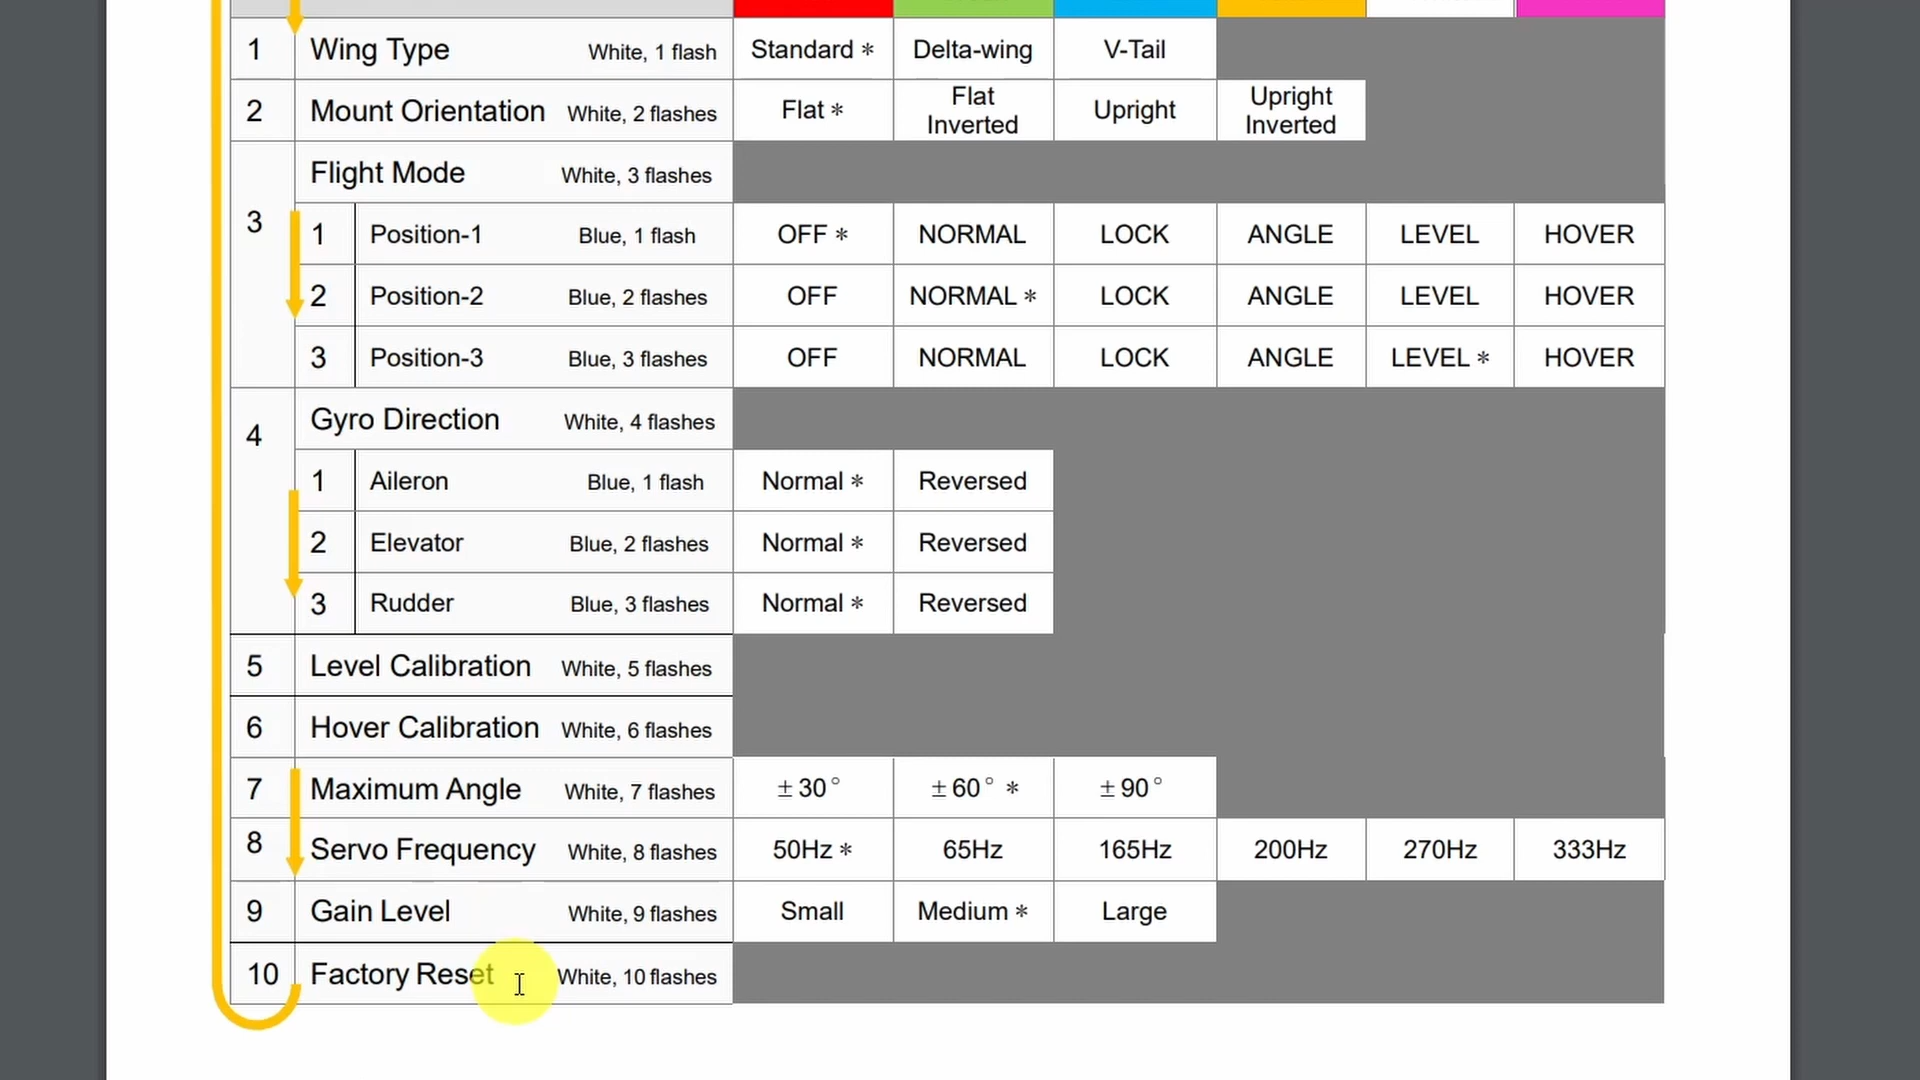 1 Wing Type White, 1 flash Standard * Delta-wing V-Tail
2 Mount Orientation White, 2 flashes Flat * Flat Inverted Upright Upright Inverted
3 Flight Mode White, 3 flashes
1 Position-1 Blue, 1 flash OFF * NORMAL LOCK ANGLE LEVEL HOVER
2 Position-2 Blue, 2 flashes OFF NORMAL * LOCK ANGLE LEVEL HOVER
3 Position-3 Blue, 3 flashes OFF NORMAL LOCK ANGLE LEVEL * HOVER
4 Gyro Direction White, 4 flashes
1 Aileron Blue, 1 flash Normal * Reversed
2 Elevator Blue, 2 flashes Normal * Reversed
3 Rudder Blue, 3 flashes Normal * Reversed
5 Level Calibration White, 5 flashes
6 Hover Calibration White, 6 flashes
7 Maximum Angle White, 7 flashes ±30° ±60° * ±90°
8 Servo Frequency White, 8 flashes 50Hz * 65Hz 165Hz 200Hz 270Hz 333Hz
9 Gain Level White, 9 flashes Small Medium * Large
10 Factory Reset White, 10 flashes